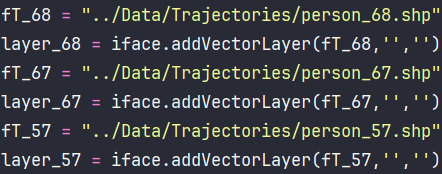 fT_68 = "../Data/Trajectories/person_68.shp"
layer_68 = iface.addVectorLayer(fT_68,'','')
fT_67 = "../Data/Trajectories/person_67.shp"
layer_67 = iface.addVectorLayer(fT_67,'','')
fT_57 = "../Data/Trajectories/person_57.shp"
layer_57 = iface.addVectorLayer(fT_57,'','')